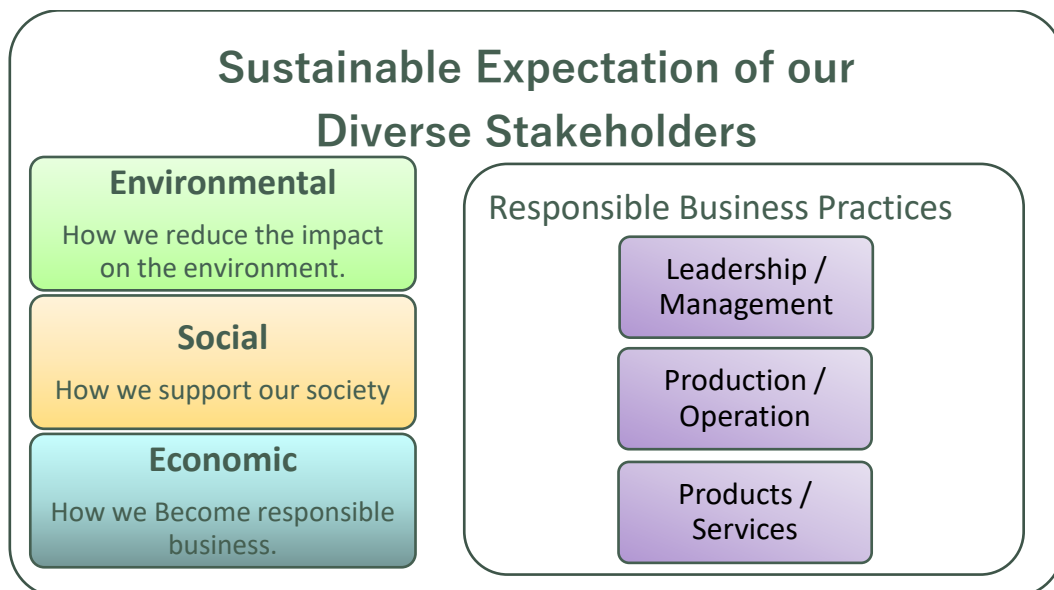 Sustainable Expectation of our
Diverse Stakeholders
Environmental
How we reduce the impact
on the environment.
Social
How we support our society
Economic
How we Become responsible
business.
Responsible Business Practices
Leadership /
Management
Production /
Operation
Products /
Services